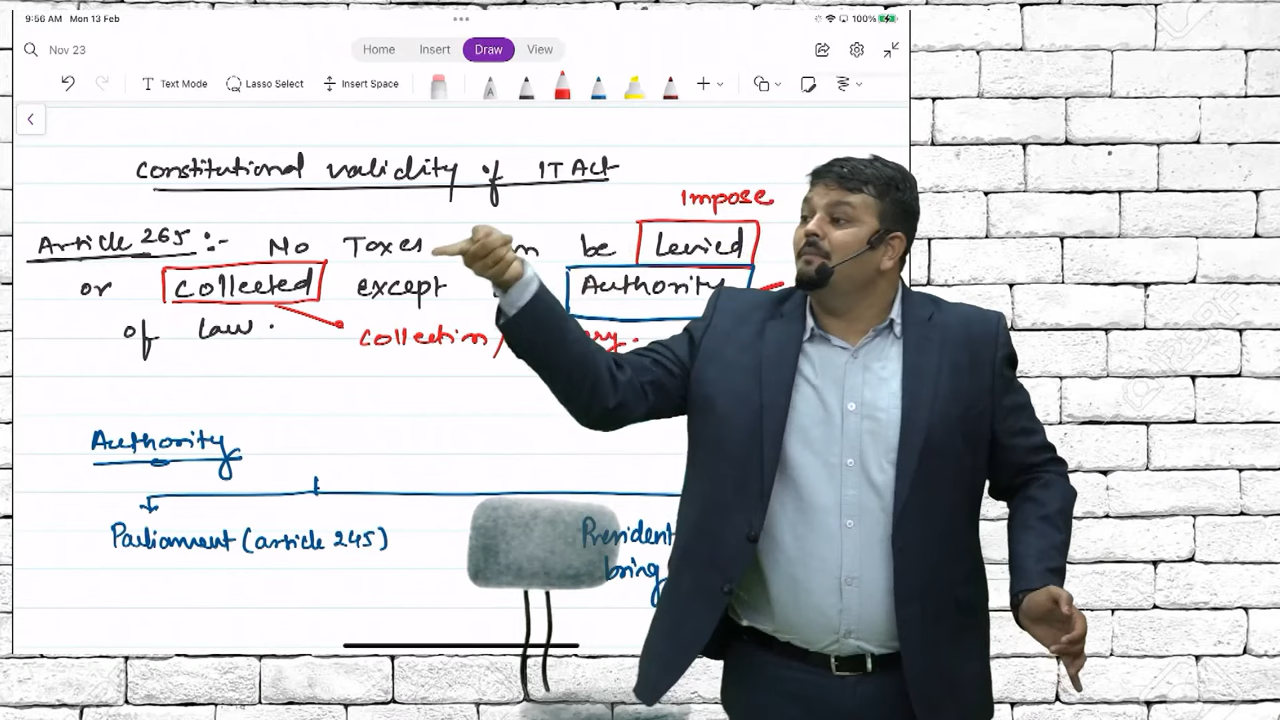 9:56 AM Mon 13 Feb
100%
Nov 23
Home Insert Draw View
Text Mode Lasso Select Insert Space
Constitutional validity of IT Act
Impose
Article 265 :- No Taxes be Levied
or collected except Authority
of law.
collection /
Authority
Parliament (article 245)
President
bring